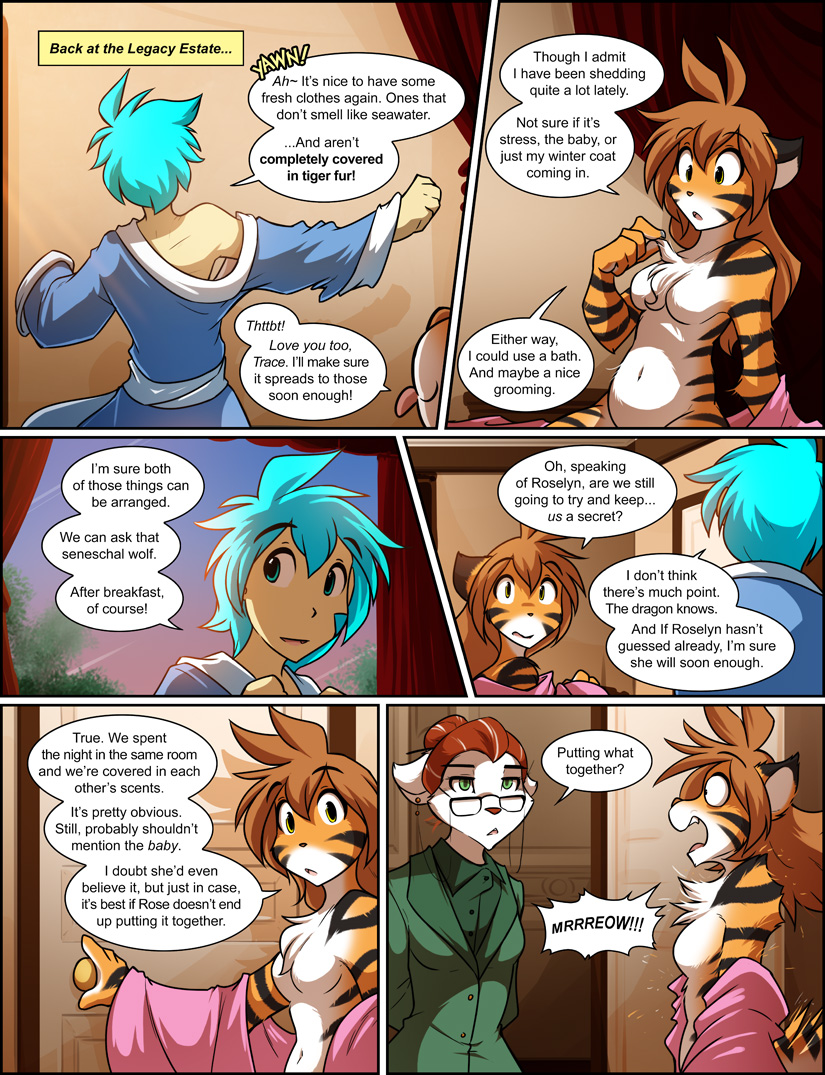 Back at the Legacy Estate...
YAWN!
Ah~ It's nice to have some
fresh clothes again. Ones that
don't smell like seawater.
...And aren't
completely covered
in tiger fur!
Thttbt!
Love you too,
Trace. I'll make sure
it spreads to those
soon enough!
Though I admit
I have been shedding
quite a lot lately.
Not sure if it's
stress, the baby, or
just my winter coat
coming in.
Either way,
I could use a bath.
And maybe a nice
grooming.
I'm sure both
of those things can
be arranged.
We can ask that
seneschal wolf.
After breakfast,
of course!
Oh, speaking
of Roselyn, are we still
going to try and keep...
us a secret?
I don't think
there's much point.
The dragon knows.
And If Roselyn hasn't
guessed already, I'm sure
she will soon enough.
True. We spent
the night in the same room
and we're covered in each
other's scents.
It's pretty obvious.
Still, probably shouldn't
mention the baby.
I doubt she'd even
believe it, but just in case,
it's best if Rose doesn't end
up putting it together.
Putting what
together?
MRRREOW!!!